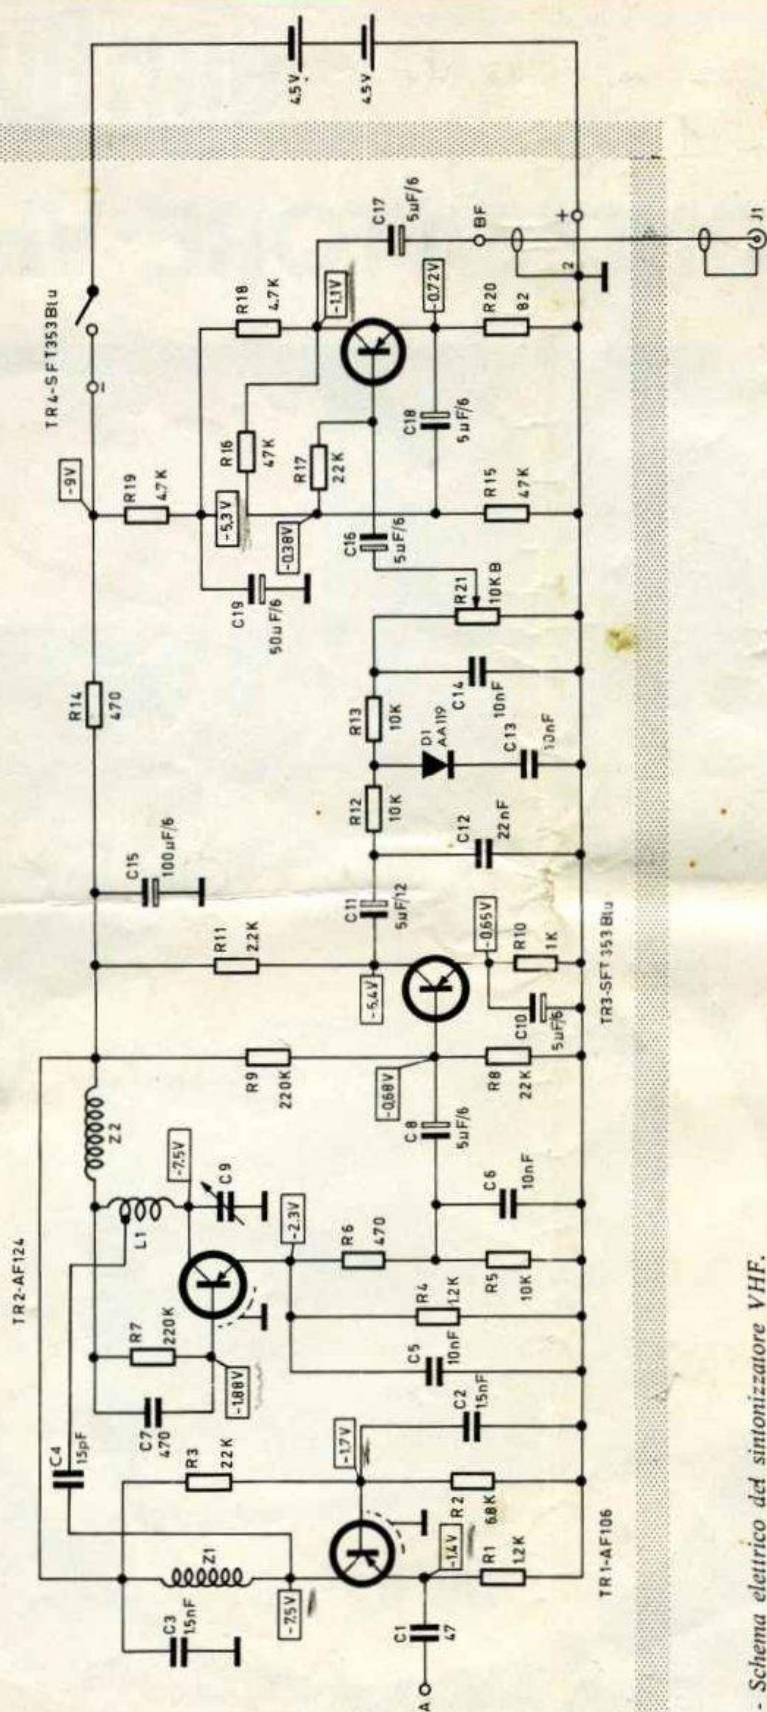 TR2-AF124
TR4-SFT353Blu
C4
15pF
C3
1.5nF
Z1
-7.5V
C1
47
A
-1.4V
R1
1.2K
TR1-AF106
R3
22K
-1.7V
R2
6.8K
C2
1.5nF
C7
470
R7
220K
-1.88V
L1
Z2
-7.5V
C9
-2.3V
C5
10nF
R4
1.2K
R6
470
R5
10K
C6
10nF
C8
5µF/6
R9
220K
-0.68V
R8
22K
R11
2.2K
-5.4V
-0.65V
C10
5µF/6
R10
1K
TR3-SFT353Blu
C15
100µF/6
C11
5µF/12
C12
22nF
R12
10K
D1
AA119
C13
10nF
R13
10K
C14
10nF
R21
10KB
R14
470
-9V
1
R19
4.7K
-5.3V
C19
50µF/6
-0.38V
R16
47K
R17
22K
C16
5µF/6
R18
4.7K
-1.1V
-0.72V
C18
5µF/6
R15
47K
R20
82
C17
5µF/6
BF
+
2
J1
4.5V
4.5V
- Schema elettrico del sintonizzatore VHF.